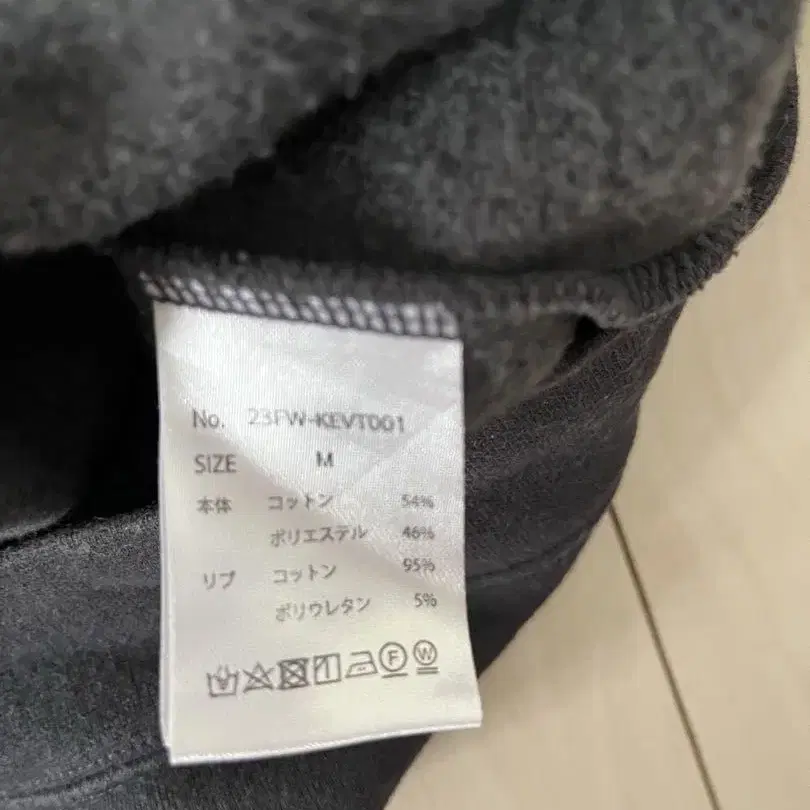 No. 23FW-KEVT001
SIZE M
本体 コットン 54%
ポリエステル 46%
リブ コットン 95%
ポリウレタン 5%
F W